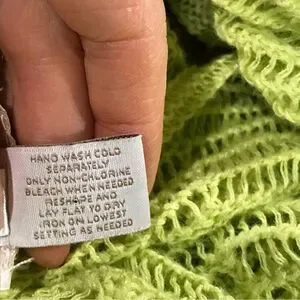 HAND WASH COLD
SEPARATELY
ONLY NON-CHLORINE
BLEACH WHEN NEEDED
RESHAPE AND
LAY FLAT TO DRY
IRON ON LOWEST
SETTING AS NEEDED